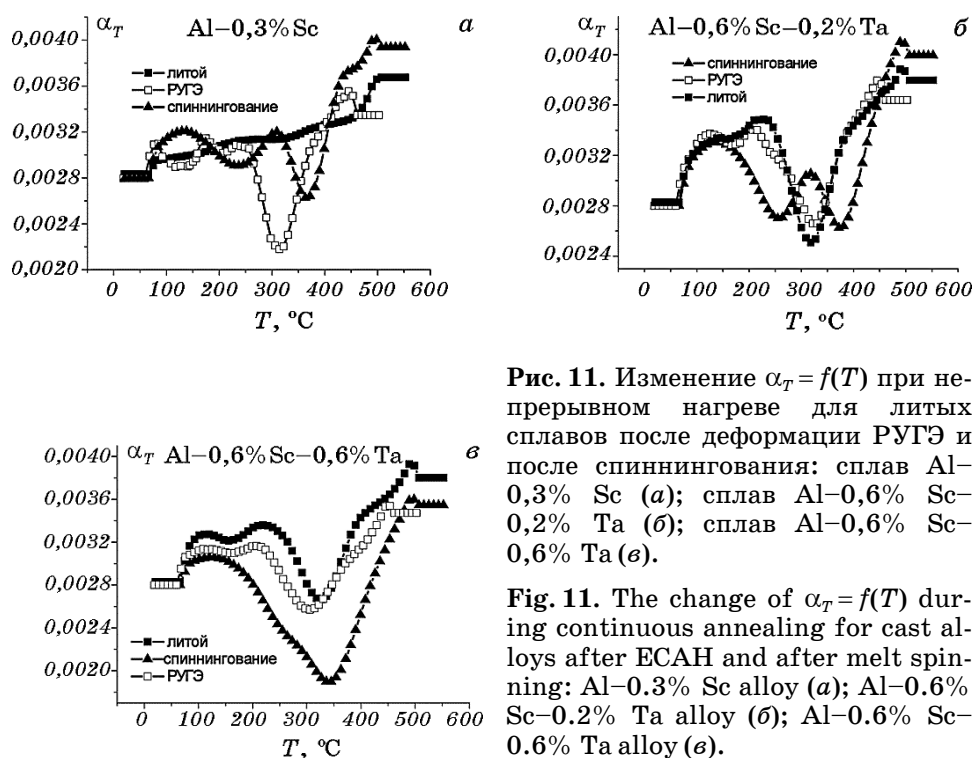 α_T Al–0,3% Sc а
0,0040
0,0036
0,0032
0,0028
0,0024
0,0020
литой
РУГЭ
спиннингование
0 100 200 300 400 500 600
T, °C
α_T Al–0,6% Sc–0,2% Ta б
0,0040
0,0036
0,0032
0,0028
0,0024
спиннингование
РУГЭ
литой
0 100 200 300 400 500 600
T, °C
α_T Al–0,6% Sc–0,6% Ta в
0,0040
0,0036
0,0032
0,0028
0,0024
0,0020
литой
спиннингование
РУГЭ
0 100 200 300 400 500 600
T, °C
Рис. 11. Изменение α_T = f(T) при не-
прерывном нагреве для литых
сплавов после деформации РУГЭ и
после спиннингования: сплав Al–
0,3% Sc (а); сплав Al–0,6% Sc–
0,2% Ta (б); сплав Al–0,6% Sc–
0,6% Ta (в).
Fig. 11. The change of α_T = f(T) dur-
ing continuous annealing for cast al-
loys after ECAH and after melt spin-
ning: Al–0.3% Sc alloy (а); Al–0.6%
Sc–0.2% Ta alloy (б); Al–0.6% Sc–
0.6% Ta alloy (в).